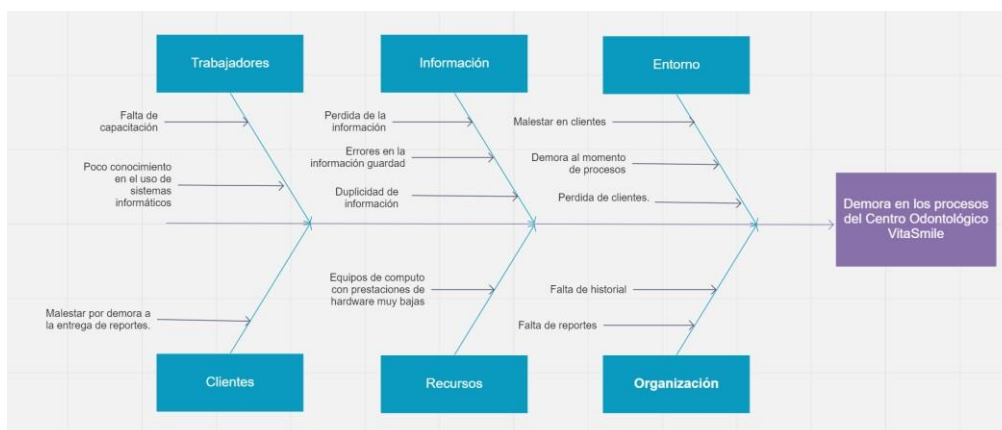 Trabajadores
Información
Entorno
Falta de
capacitación
Poco conocimiento
en el uso de
sistemas
informáticos
Perdida de la
información
Errores en la
información guardad
Duplicidad de
información
Malestar en clientes
Demora al momento
de procesos
Perdida de clientes.
Demora en los procesos
del Centro Odontológico
VitaSmile
Malestar por demora a
la entrega de reportes.
Equipos de computo
con prestaciones de
hardware muy bajas
Falta de historial
Falta de reportes
Clientes
Recursos
Organización